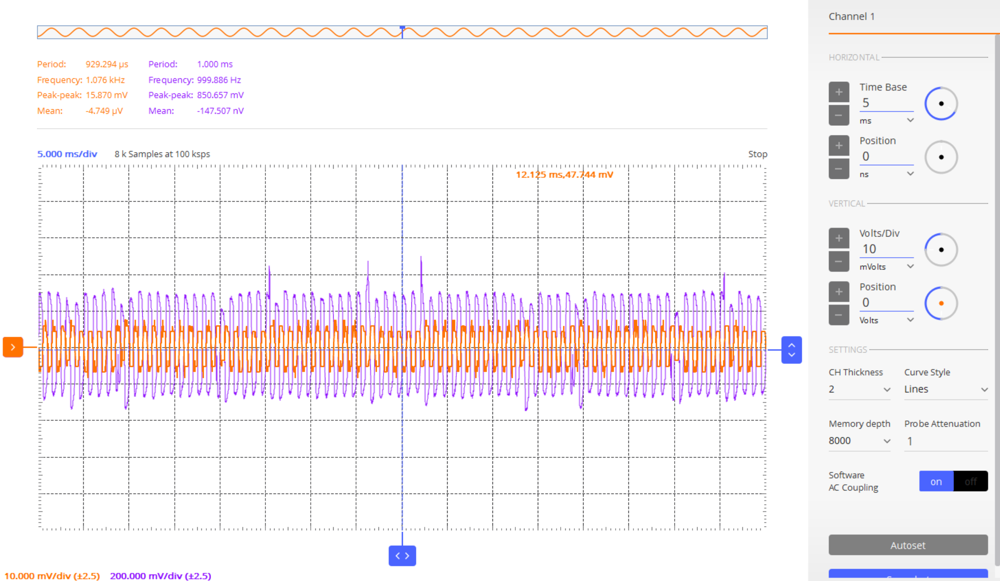 Channel 1
HORIZONTAL
Time Base
5
ms
Position
0
ns
VERTICAL
Volts/Div
10
mVolts
Position
0
Volts
SETTINGS
CH Thickness Curve Style
2 Lines
Memory depth Probe Attenuation
8000 1
Software
AC Coupling
on off
Autoset
Period: 929.294 µs Period: 1.000 ms
Frequency: 1.076 kHz Frequency: 999.886 Hz
Peak-peak: 15.870 mV Peak-peak: 850.657 mV
Mean: -4.749 µV Mean: -147.507 nV
5.000 ms/div 8 k Samples at 100 ksps Stop
12.125 ms,47.744 mV
10.000 mV/div (±2.5) 200.000 mV/div (±2.5)